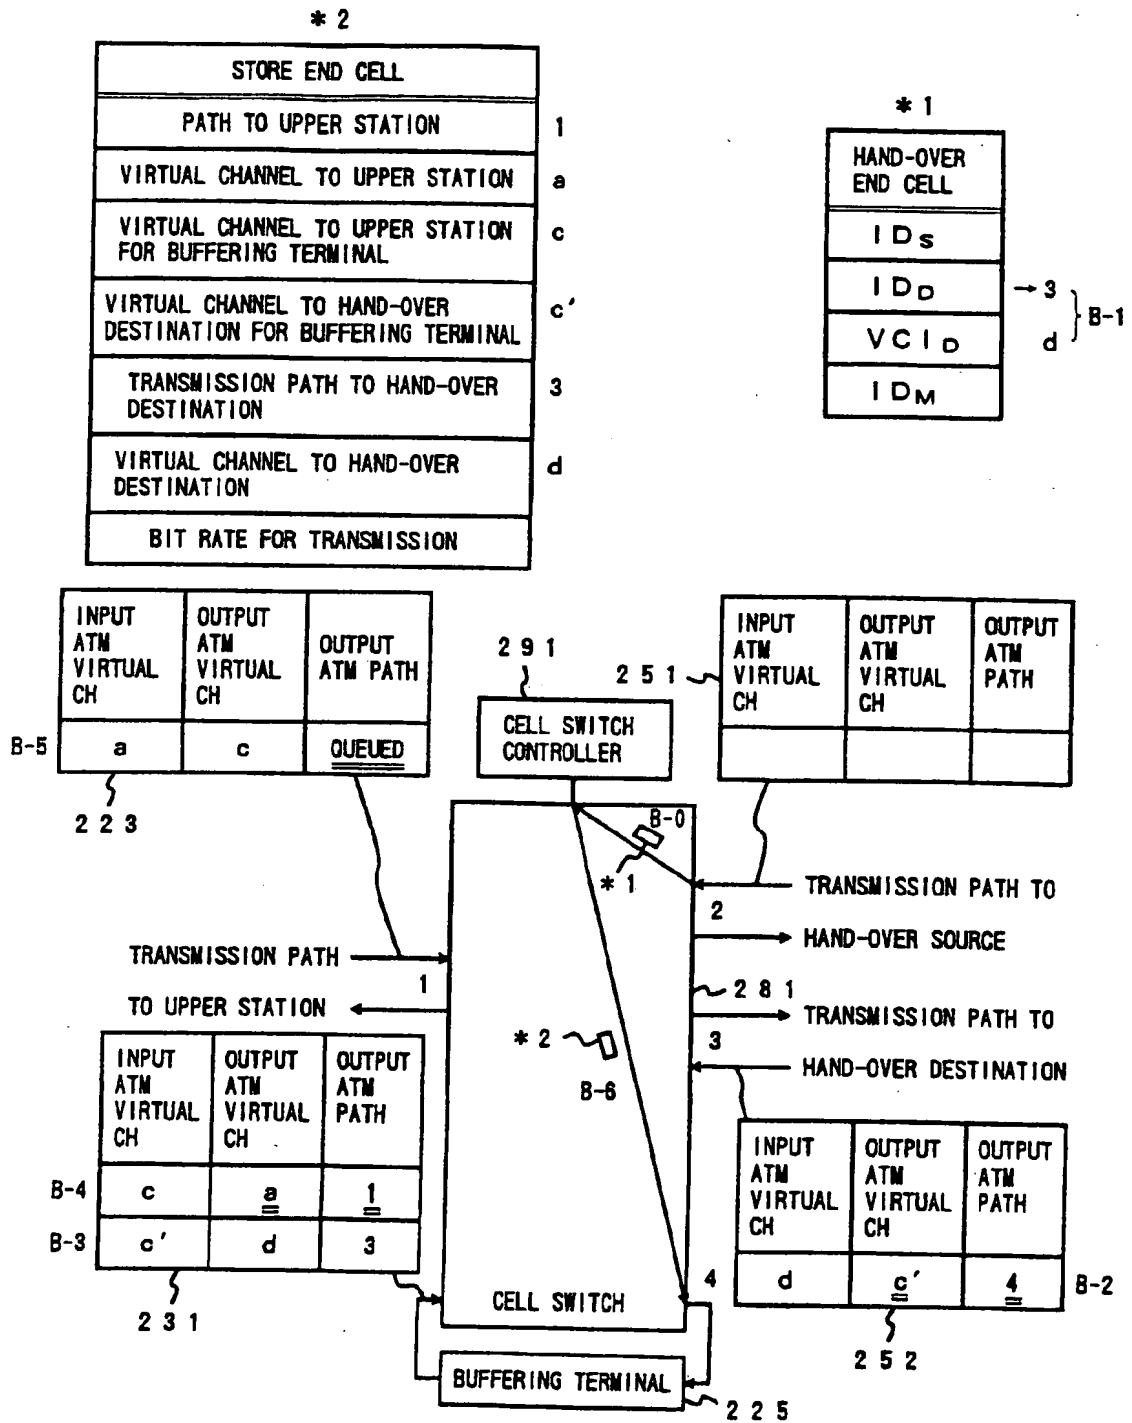 *2
STORE END CELL
PATH TO UPPER STATION 1
VIRTUAL CHANNEL TO UPPER STATION a
VIRTUAL CHANNEL TO UPPER STATION c
FOR BUFFERING TERMINAL
VIRTUAL CHANNEL TO HAND-OVER c'
DESTINATION FOR BUFFERING TERMINAL
TRANSMISSION PATH TO HAND-OVER 3
DESTINATION
VIRTUAL CHANNEL TO HAND-OVER d
DESTINATION
BIT RATE FOR TRANSMISSION
*1
HAND-OVER
END CELL
IDS
IDD → 3
VCID d
B-1
IDM
INPUT
ATM
VIRTUAL
CH
OUTPUT
ATM
VIRTUAL
CH
OUTPUT
ATM PATH
B-5 a c QUEUED
223
291
CELL SWITCH
CONTROLLER
251
INPUT
ATM
VIRTUAL
CH
OUTPUT
ATM
VIRTUAL
CH
OUTPUT
ATM
PATH
B-0
*1
TRANSMISSION PATH TO
2
HAND-OVER SOURCE
TRANSMISSION PATH
1
TO UPPER STATION
281
TRANSMISSION PATH TO
3
HAND-OVER DESTINATION
*2
B-6
INPUT
ATM
VIRTUAL
CH
OUTPUT
ATM
VIRTUAL
CH
OUTPUT
ATM
PATH
B-4 c a 1
B-3 c' d 3
231
INPUT
ATM
VIRTUAL
CH
OUTPUT
ATM
VIRTUAL
CH
OUTPUT
ATM
PATH
d c' 4 B-2
252
4
CELL SWITCH
BUFFERING TERMINAL
225